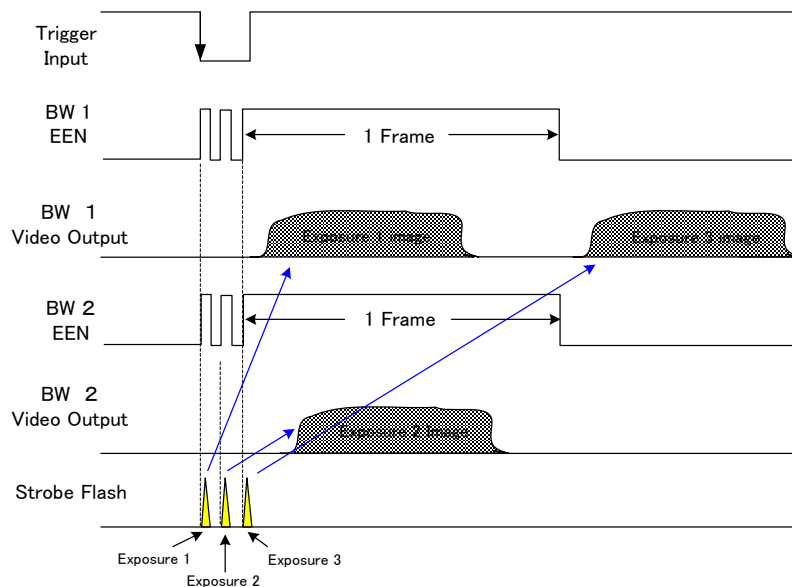 Trigger
Input
BW 1
EEN
1 Frame
BW 1
Video Output
Exposure 1 image
Exposure 3 image
BW 2
EEN
1 Frame
BW 2
Video Output
Exposure 2 Image
Strobe Flash
Exposure 1
Exposure 2
Exposure 3